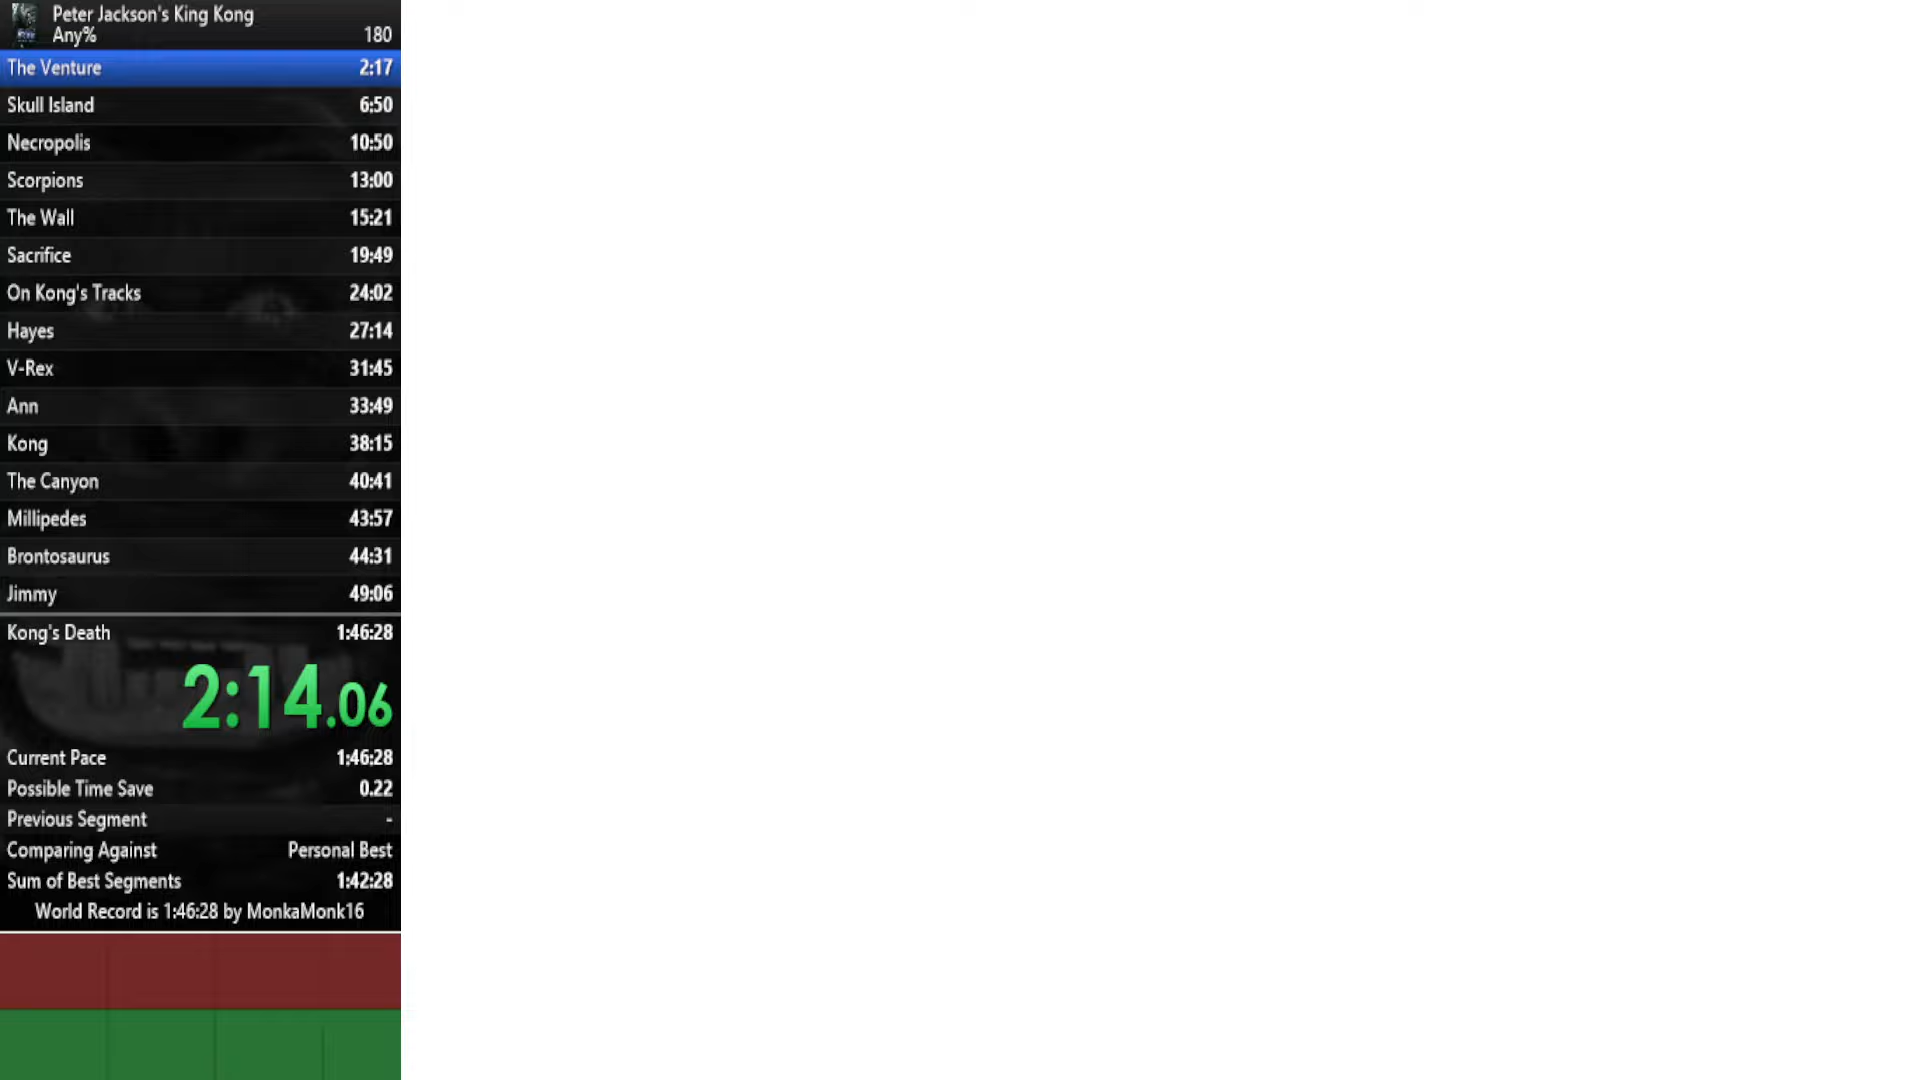 Peter Jackson's King Kong
Any% 180
The Venture 2:17
Skull Island 6:50
Necropolis 10:50
Scorpions 13:00
The Wall 15:21
Sacrifice 19:49
On Kong's Tracks 24:02
Hayes 27:14
V-Rex 31:45
Ann 33:49
Kong 38:15
The Canyon 40:41
Millipedes 43:57
Brontosaurus 44:31
Jimmy 49:06
Kong's Death 1:46:28
2:14.06
Current Pace 1:46:28
Possible Time Save 0.22
Previous Segment -
Comparing Against Personal Best
Sum of Best Segments 1:42:28
World Record is 1:46:28 by MonkaMonk16